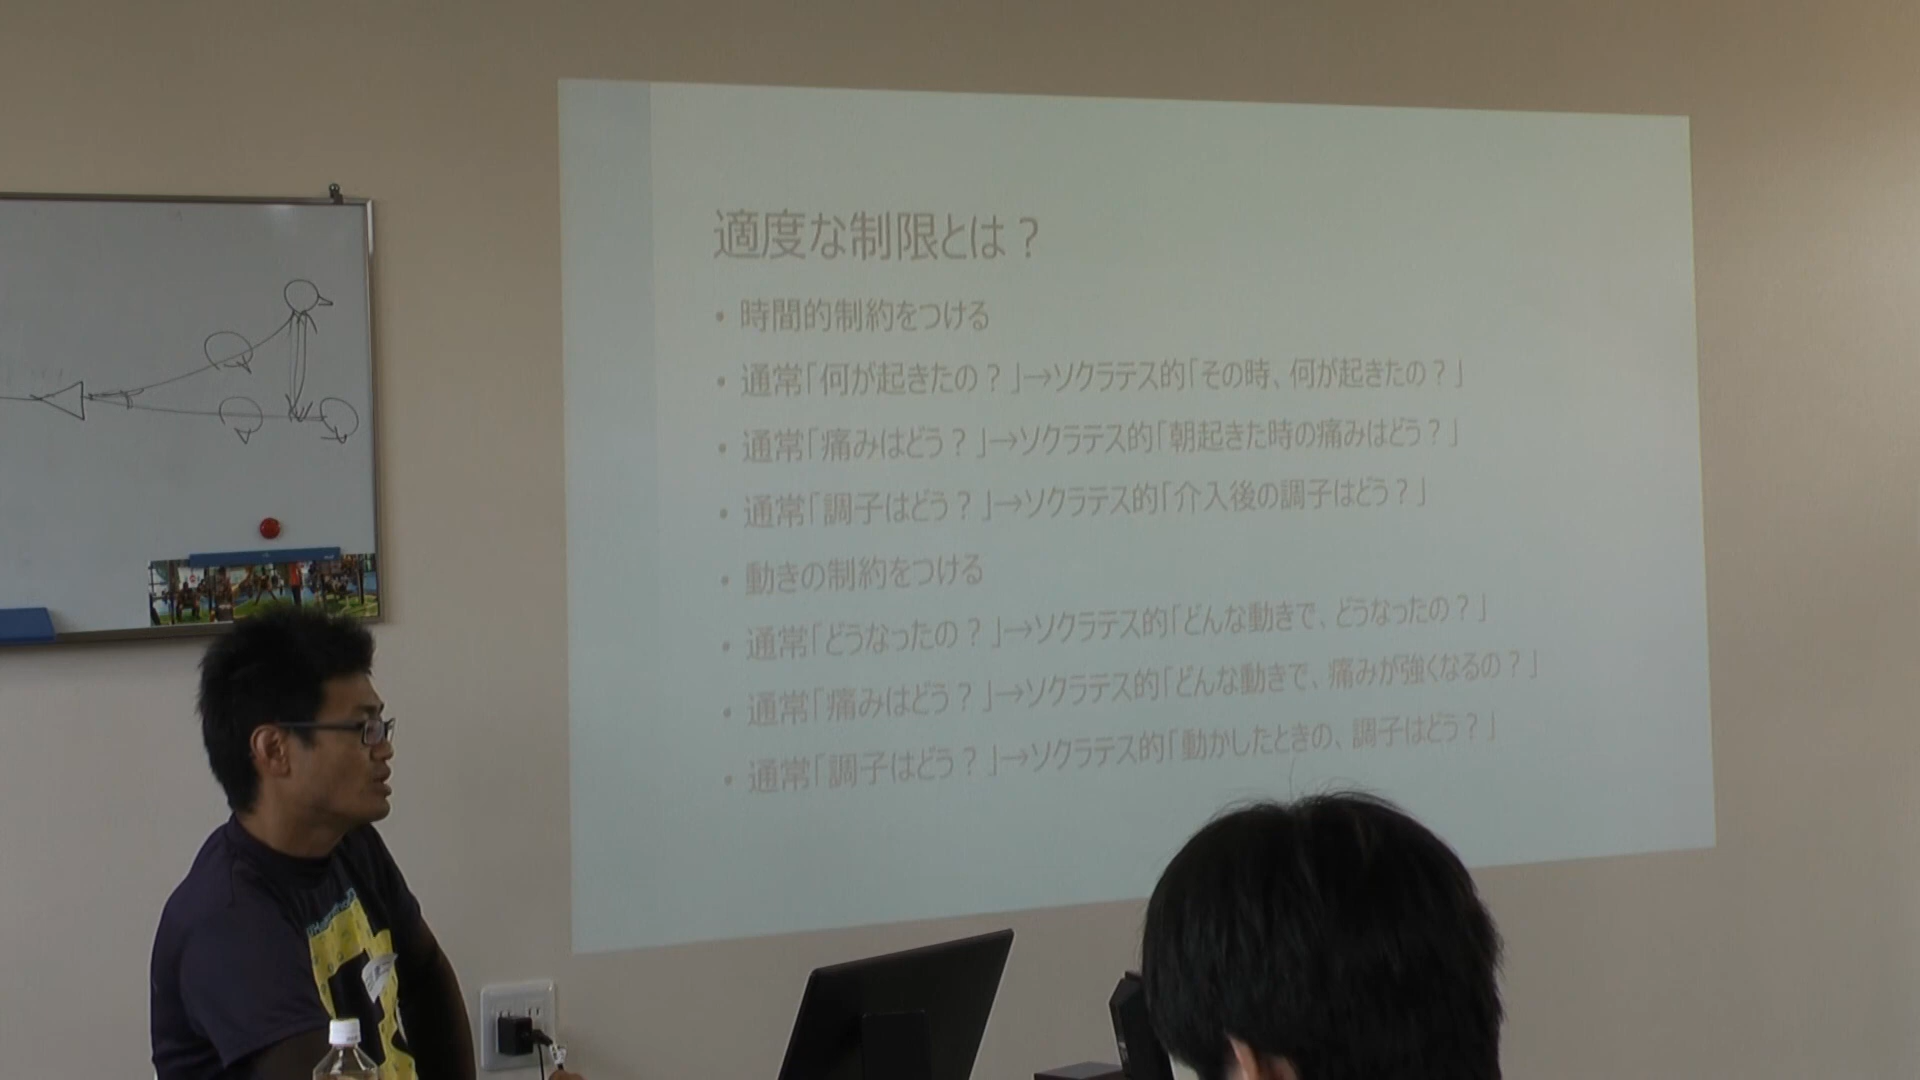 適度な制限とは？
• 時間的制約をつける
• 通常「何が起きたの？」→ソクラテス的「その時、何が起きたの？」
• 通常「痛みはどう？」→ソクラテス的「朝起きた時の痛みはどう？」
• 通常「調子はどう？」→ソクラテス的「介入後の調子はどう？」
• 動きの制約をつける
• 通常「どうなったの？」→ソクラテス的「どんな動きで、どうなったの？」
• 通常「痛みはどう？」→ソクラテス的「どんな動きで、痛みが強くなるの？」
• 通常「調子はどう？」→ソクラテス的「動かしたときの、調子はどう？」